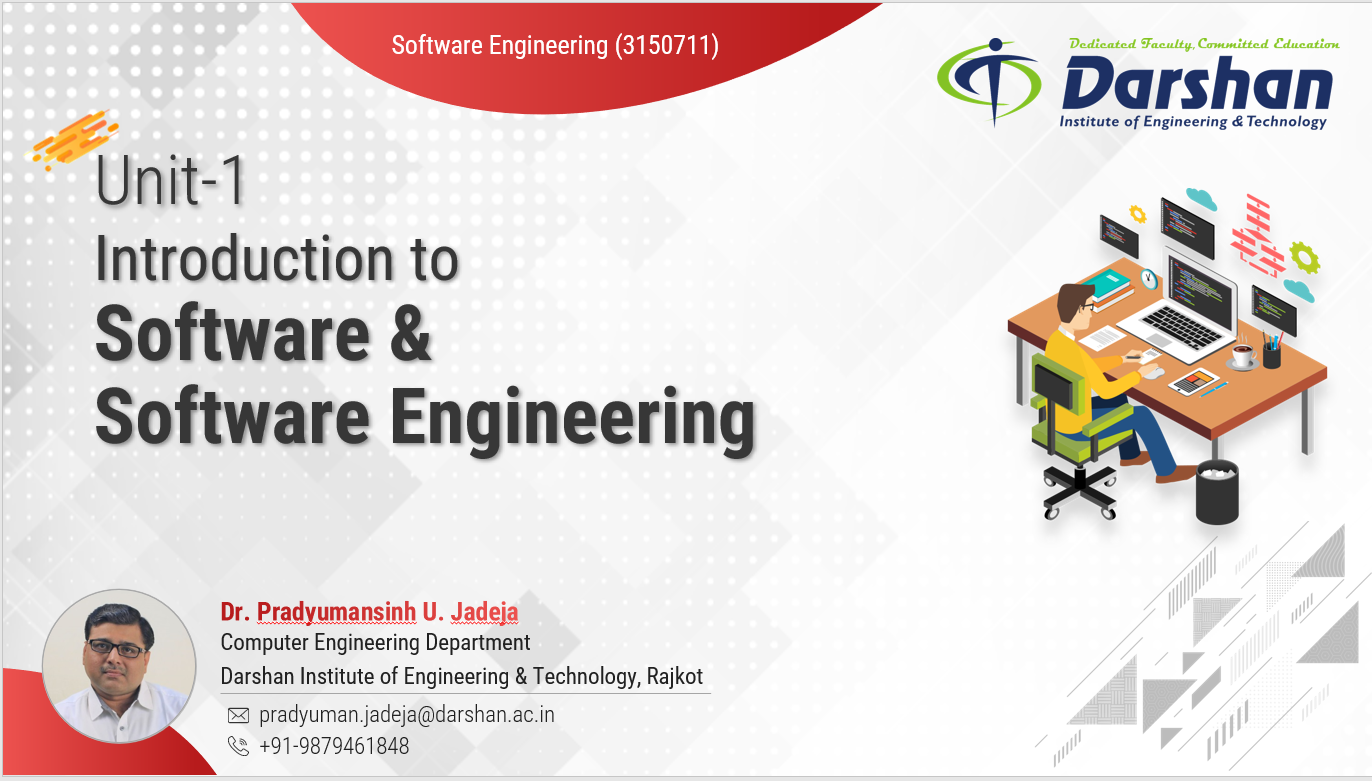 Software Engineering (3150711)
Dedicated Faculty, Committed Education
Darshan
Institute of Engineering & Technology
Unit-1
Introduction to
Software &
Software Engineering
Dr. Pradyumansinh U. Jadeja
Computer Engineering Department
Darshan Institute of Engineering & Technology, Rajkot
pradyuman.jadeja@darshan.ac.in
+91-9879461848